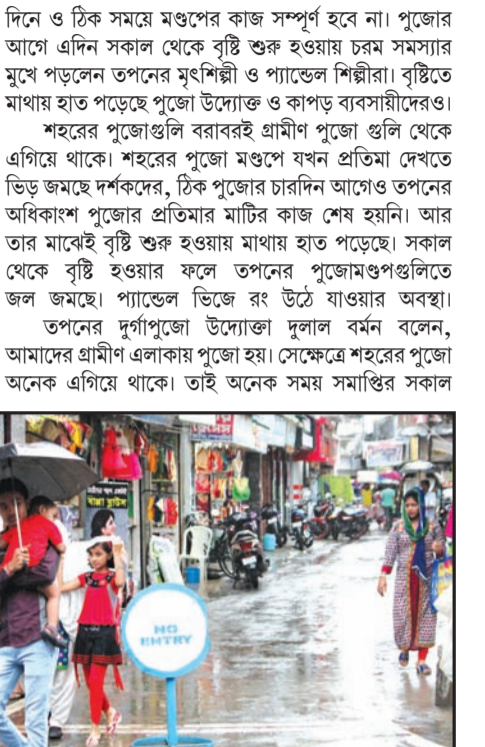 দিনে ও ঠিক সময়ে মণ্ডপের কাজ সম্পূর্ণ হবে না। পুজোর
আগে এদিন সকাল থেকে বৃষ্টি শুরু হওয়ায় চরম সমস্যার
মুখে পড়লেন তপনের মৃৎশিল্পী ও প্যান্ডেল শিল্পীরা। বৃষ্টিতে
মাথায় হাত পড়েছে পুজো উদ্যোক্ত ও কাপড় ব্যবসায়ীদেরও।
শহরের পুজোগুলি বরাবরই গ্রামীণ পুজো গুলি থেকে
এগিয়ে থাকে। শহরের পুজো মণ্ডপে যখন প্রতিমা দেখতে
ভিড় জমছে দর্শকদের, ঠিক পুজোর চারদিন আগেও তপনের
অধিকাংশ পুজোর প্রতিমার মাটির কাজ শেষ হয়নি। আর
তার মাঝেই বৃষ্টি শুরু হওয়ায় মাথায় হাত পড়েছে। সকাল
থেকে বৃষ্টি হওয়ার ফলে তপনের পুজোমণ্ডপগুলিতে
জল জমছে। প্যান্ডেল ভিজে রং উঠে যাওয়ার অবস্থা।
তপনের দুর্গাপুজো উদ্যোক্তা দুলাল বর্মন বলেন,
আমাদের গ্রামীণ এলাকায় পুজো হয়। সেক্ষেত্রে শহরের পুজো
অনেক এগিয়ে থাকে। তাই অনেক সময় সমাপ্তির সকাল
NO
ENTRY